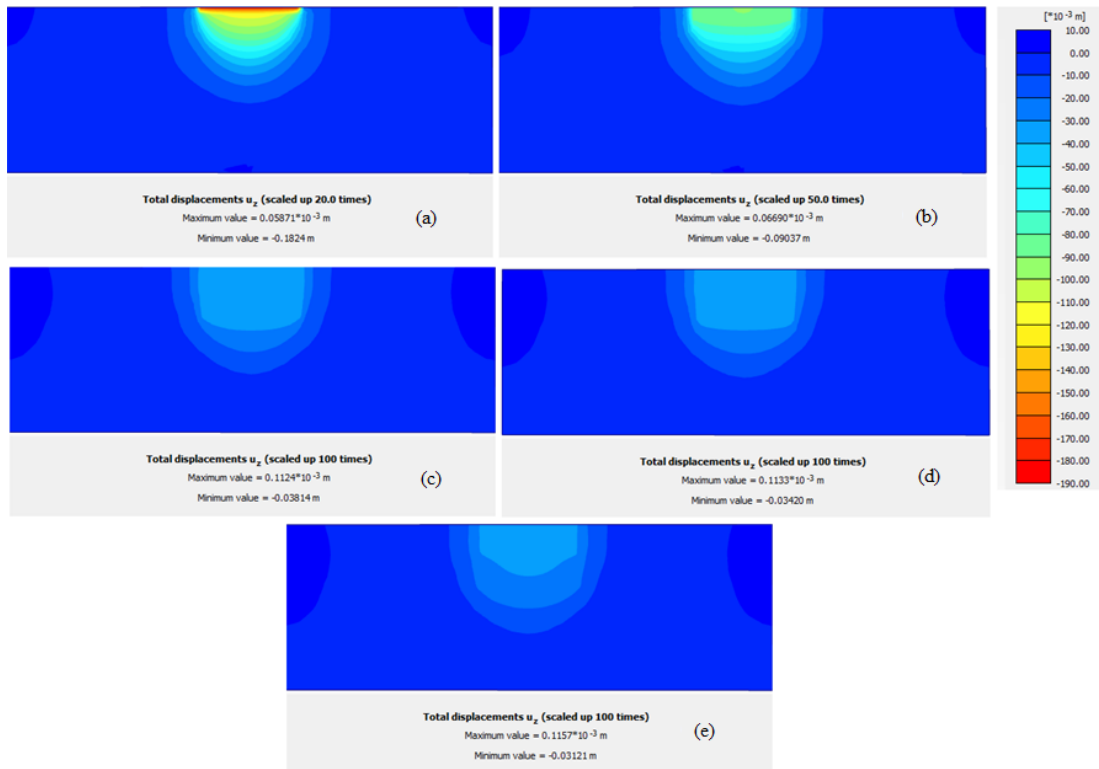 Total displacements uz (scaled up 20.0 times)
Maximum value = 0.05871*10 -3 m
Minimum value = -0.1824 m
(a)
Total displacements uz (scaled up 50.0 times)
Maximum value = 0.06690*10 -3 m
Minimum value = -0.09037 m
(b)
[*10 -3 m]
10.00
0.00
-10.00
-20.00
-30.00
-40.00
-50.00
-60.00
-70.00
-80.00
-90.00
-100.00
-110.00
-120.00
-130.00
-140.00
-150.00
-160.00
-170.00
-180.00
-190.00
Total displacements uz (scaled up 100 times)
Maximum value = 0.1124*10 -3 m
Minimum value = -0.03814 m
(c)
Total displacements uz (scaled up 100 times)
Maximum value = 0.1133*10 -3 m
Minimum value = -0.03420 m
(d)
Total displacements uz (scaled up 100 times)
Maximum value = 0.1157*10 -3 m
Minimum value = -0.03121 m
(e)